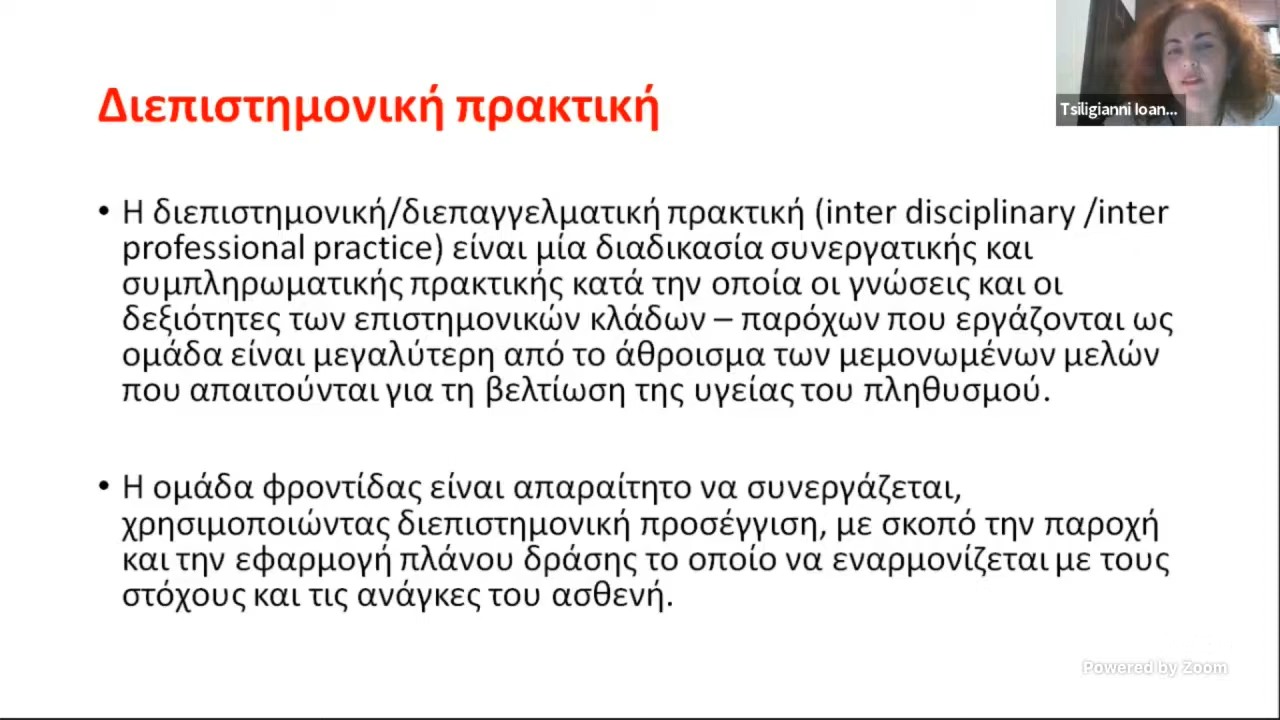 Διεπιστημονική πρακτική
Tsiligianni Ioan...
• Η διεπιστημονική/διεπαγγελματική πρακτική (inter disciplinary /inter
professional practice) είναι μία διαδικασία συνεργατικής και
συμπληρωματικής πρακτικής κατά την οποία οι γνώσεις και οι
δεξιότητες των επιστημονικών κλάδων – παρόχων που εργάζονται ως
ομάδα είναι μεγαλύτερη από το άθροισμα των μεμονωμένων μελών
που απαιτούνται για τη βελτίωση της υγείας του πληθυσμού.
• Η ομάδα φροντίδας είναι απαραίτητο να συνεργάζεται,
χρησιμοποιώντας διεπιστημονική προσέγγιση, με σκοπό την παροχή
και την εφαρμογή πλάνου δράσης το οποίο να εναρμονίζεται με τους
στόχους και τις ανάγκες του ασθενή.
Powered by Zoom